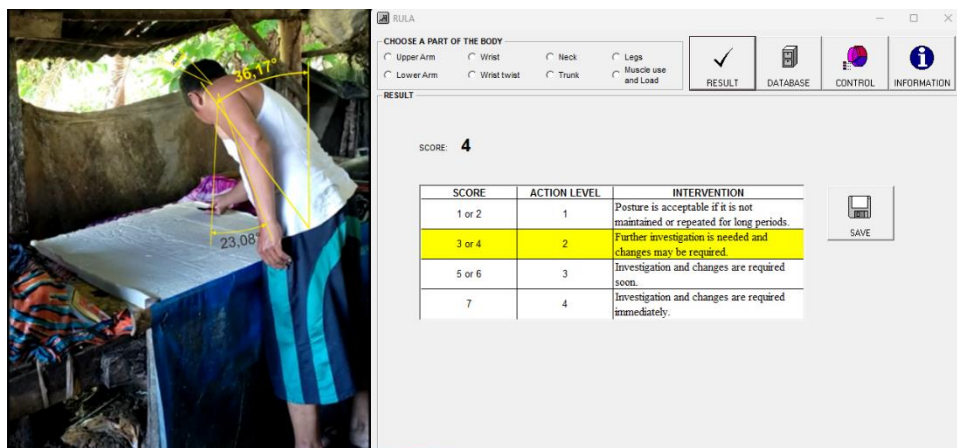 36,17°
23,08°
RULA
CHOOSE A PART OF THE BODY
Upper Arm Wrist Neck Legs
Lower Arm Wrist twist Trunk Muscle use and Load
RESULT DATABASE CONTROL INFORMATION
RESULT
SCORE: 4
SCORE ACTION LEVEL INTERVENTION
1 or 2 1 Posture is acceptable if it is not
maintained or repeated for long periods.
3 or 4 2 Further investigation is needed and
changes may be required.
5 or 6 3 Investigation and changes are required
soon.
7 4 Investigation and changes are required
immediately.
SAVE